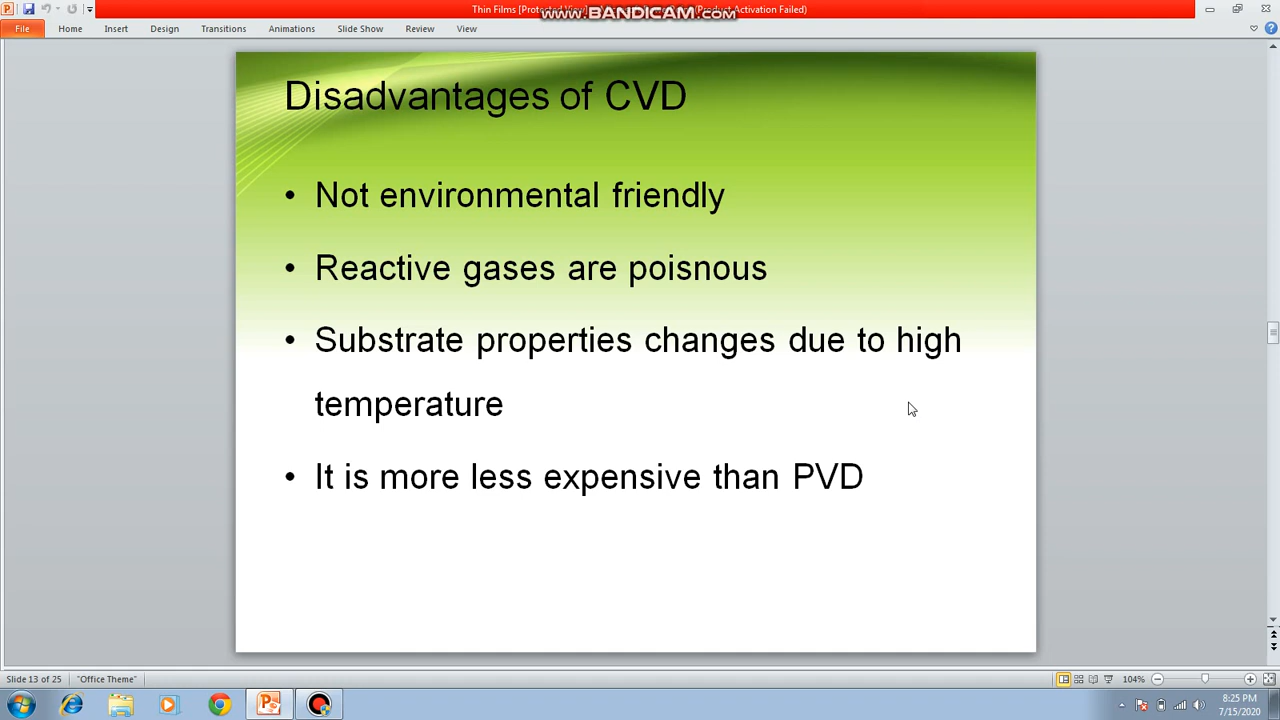 Thin Films [Protected View] (Product Activation Failed)
www.BANDICAM.com
File Home Insert Design Transitions Animations Slide Show Review View
Disadvantages of CVD
• Not environmental friendly
• Reactive gases are poisnous
• Substrate properties changes due to high
temperature
• It is more less expensive than PVD
Slide 13 of 25 "Office Theme" 104%
8:25 PM
7/15/2020